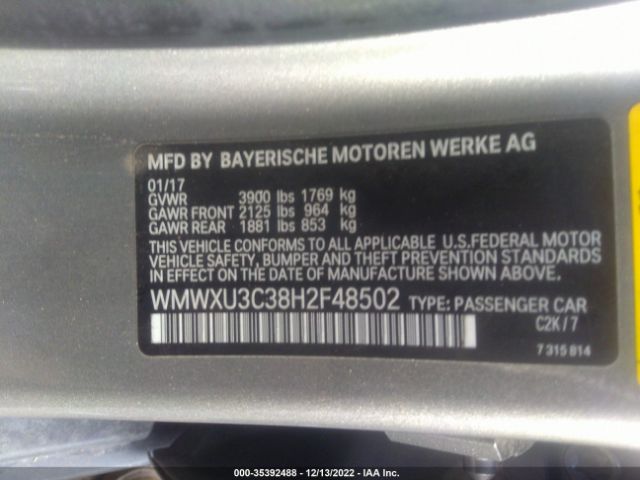 MFD BY BAYERISCHE MOTOREN WERKE AG
01/17
GVWR 3900 lbs 1769 kg
GAWR FRONT 2125 lbs 964 kg
GAWR REAR 1881 lbs 853 kg
THIS VEHICLE CONFORMS TO ALL APPLICABLE U.S.FEDERAL MOTOR
VEHICLE SAFETY, BUMPER AND THEFT PREVENTION STANDARDS
IN EFFECT ON THE DATE OF MANUFACTURE SHOWN ABOVE.
WMWXU3C38H2F48502 TYPE: PASSENGER CAR
C2K/7
7 315 814
000-35392488 - 12/13/2022 - IAA Inc.